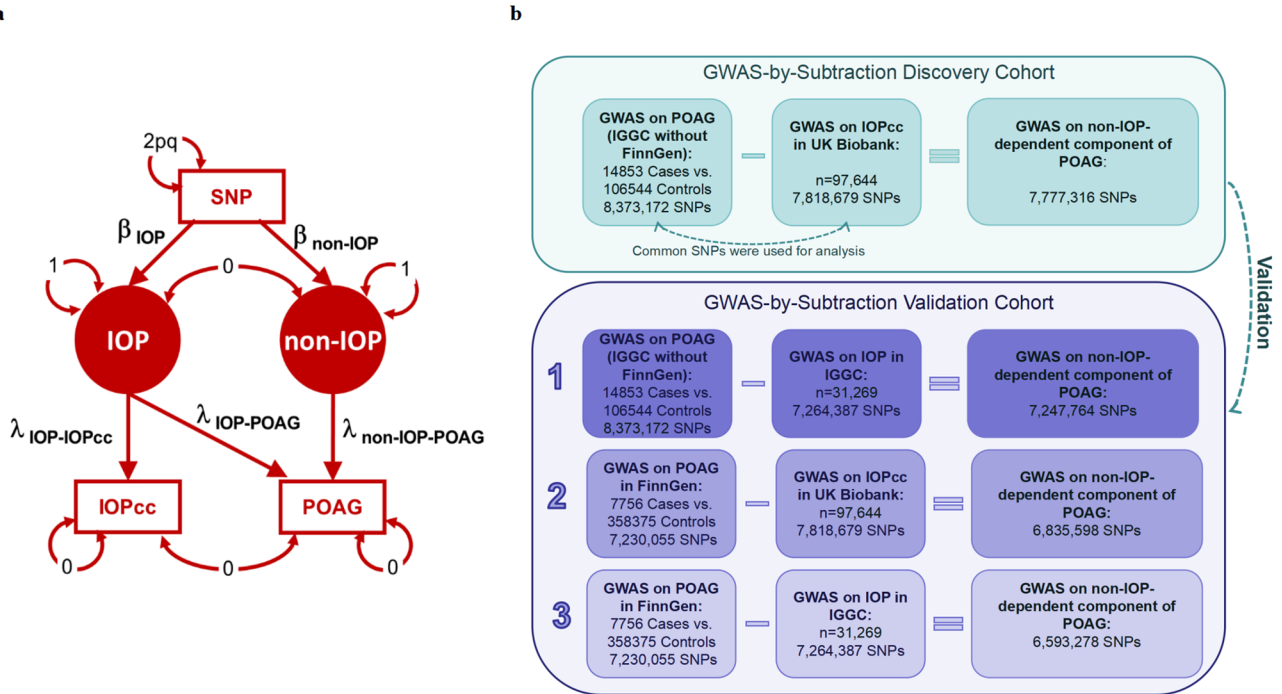 a
2pq
SNP
β IOP
β non-IOP
1
0
1
IOP
non-IOP
λ IOP-IOPcc
λ IOP-POAG
λ non-IOP-POAG
IOPcc
POAG
0
0
0
b
GWAS-by-Subtraction Discovery Cohort
GWAS on POAG
(IGGC without
FinnGen):
14853 Cases vs.
106544 Controls
8,373,172 SNPs
GWAS on IOPcc
in UK Biobank:
n=97,644
7,818,679 SNPs
GWAS on non-IOP-
dependent component of
POAG:
7,777,316 SNPs
Common SNPs were used for analysis
Validation
GWAS-by-Subtraction Validation Cohort
1
GWAS on POAG
(IGGC without
FinnGen):
14853 Cases vs.
106544 Controls
8,373,172 SNPs
GWAS on IOP in
IGGC:
n=31,269
7,264,387 SNPs
GWAS on non-IOP-
dependent component of
POAG:
7,247,764 SNPs
2
GWAS on POAG
in FinnGen:
7756 Cases vs.
358375 Controls
7,230,055 SNPs
GWAS on IOPcc
in UK Biobank:
n=97,644
7,818,679 SNPs
GWAS on non-IOP-
dependent component of
POAG:
6,835,598 SNPs
3
GWAS on POAG
in FinnGen:
7756 Cases vs.
358375 Controls
7,230,055 SNPs
GWAS on IOP in
IGGC:
n=31,269
7,264,387 SNPs
GWAS on non-IOP-
dependent component of
POAG:
6,593,278 SNPs